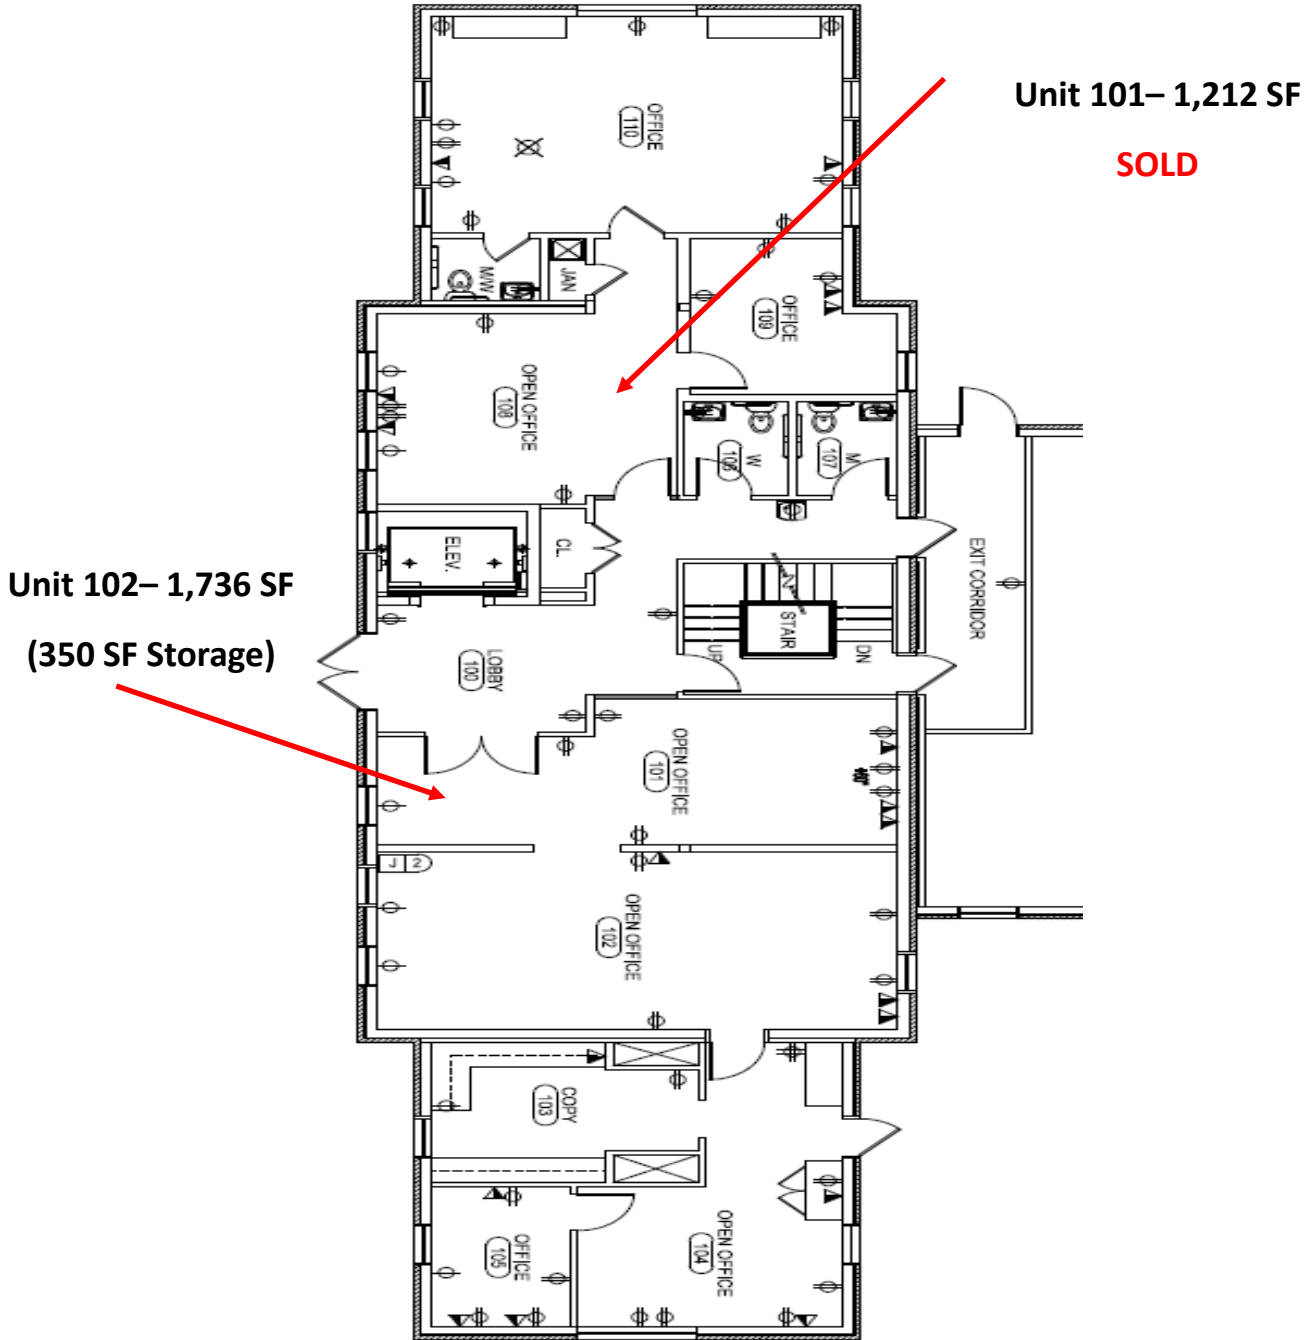 Unit 101– 1,212 SF
SOLD
OFFICE
110
M/W
JAN
OFFICE
109
OPEN OFFICE
108
W
106
M
107
ELEV.
CL.
EXIT CORRIDOR
Unit 102– 1,736 SF
(350 SF Storage)
STAIR
UP
DN
LOBBY
100
OPEN OFFICE
101
J 2
OPEN OFFICE
102
COPY
103
OFFICE
105
OPEN OFFICE
104